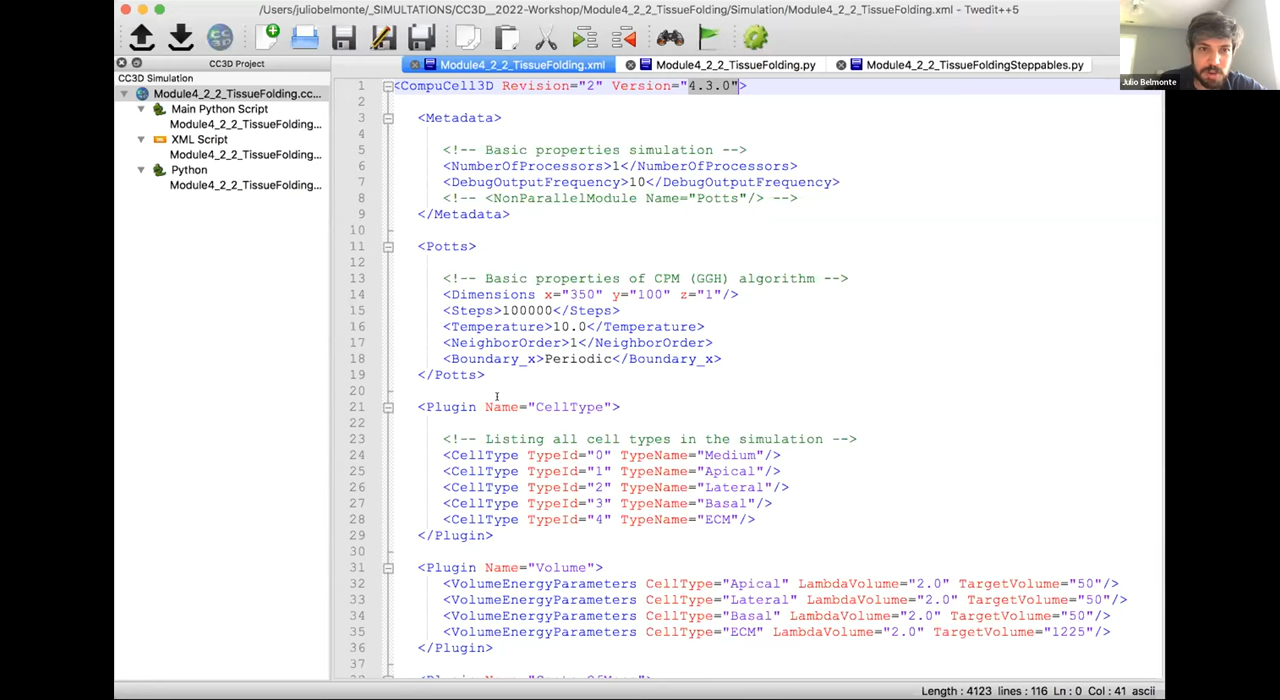 /Users/juliobelmonte/_SIMULTATIONS/CC3D__2022-Workshop/Module4_2_2_TissueFolding/Simulation/Module4_2_2_TissueFolding.xml - Twedit++5
CC3D Project
Module4_2_2_TissueFolding.xml
Module4_2_2_TissueFolding.py
Module4_2_2_TissueFoldingSteppables.py
Julio Belmonte
CC3D Simulation
Module4_2_2_TissueFolding.cc...
Main Python Script
Module4_2_2_TissueFolding...
XML Script
Module4_2_2_TissueFolding...
Python
Module4_2_2_TissueFolding...
1 <CompuCell3D Revision="2" Version="4.3.0">
2
3 <Metadata>
4
5 <!-- Basic properties simulation -->
6 <NumberOfProcessors>1</NumberOfProcessors>
7 <DebugOutputFrequency>10</DebugOutputFrequency>
8 <!-- <NonParallelModule Name="Potts"/> -->
9 </Metadata>
10
11 <Potts>
12
13 <!-- Basic properties of CPM (GGH) algorithm -->
14 <Dimensions x="350" y="100" z="1"/>
15 <Steps>100000</Steps>
16 <Temperature>10.0</Temperature>
17 <NeighborOrder>1</NeighborOrder>
18 <Boundary_x>Periodic</Boundary_x>
19 </Potts>
20
21 <Plugin Name="CellType">
22
23 <!-- Listing all cell types in the simulation -->
24 <CellType TypeId="0" TypeName="Medium"/>
25 <CellType TypeId="1" TypeName="Apical"/>
26 <CellType TypeId="2" TypeName="Lateral"/>
27 <CellType TypeId="3" TypeName="Basal"/>
28 <CellType TypeId="4" TypeName="ECM"/>
29 </Plugin>
30
31 <Plugin Name="Volume">
32 <VolumeEnergyParameters CellType="Apical" LambdaVolume="2.0" TargetVolume="50"/>
33 <VolumeEnergyParameters CellType="Lateral" LambdaVolume="2.0" TargetVolume="50"/>
34 <VolumeEnergyParameters CellType="Basal" LambdaVolume="2.0" TargetVolume="50"/>
35 <VolumeEnergyParameters CellType="ECM" LambdaVolume="2.0" TargetVolume="1225"/>
36 </Plugin>
37
Length : 4123 lines : 116 Ln : 0 Col : 41 ascii